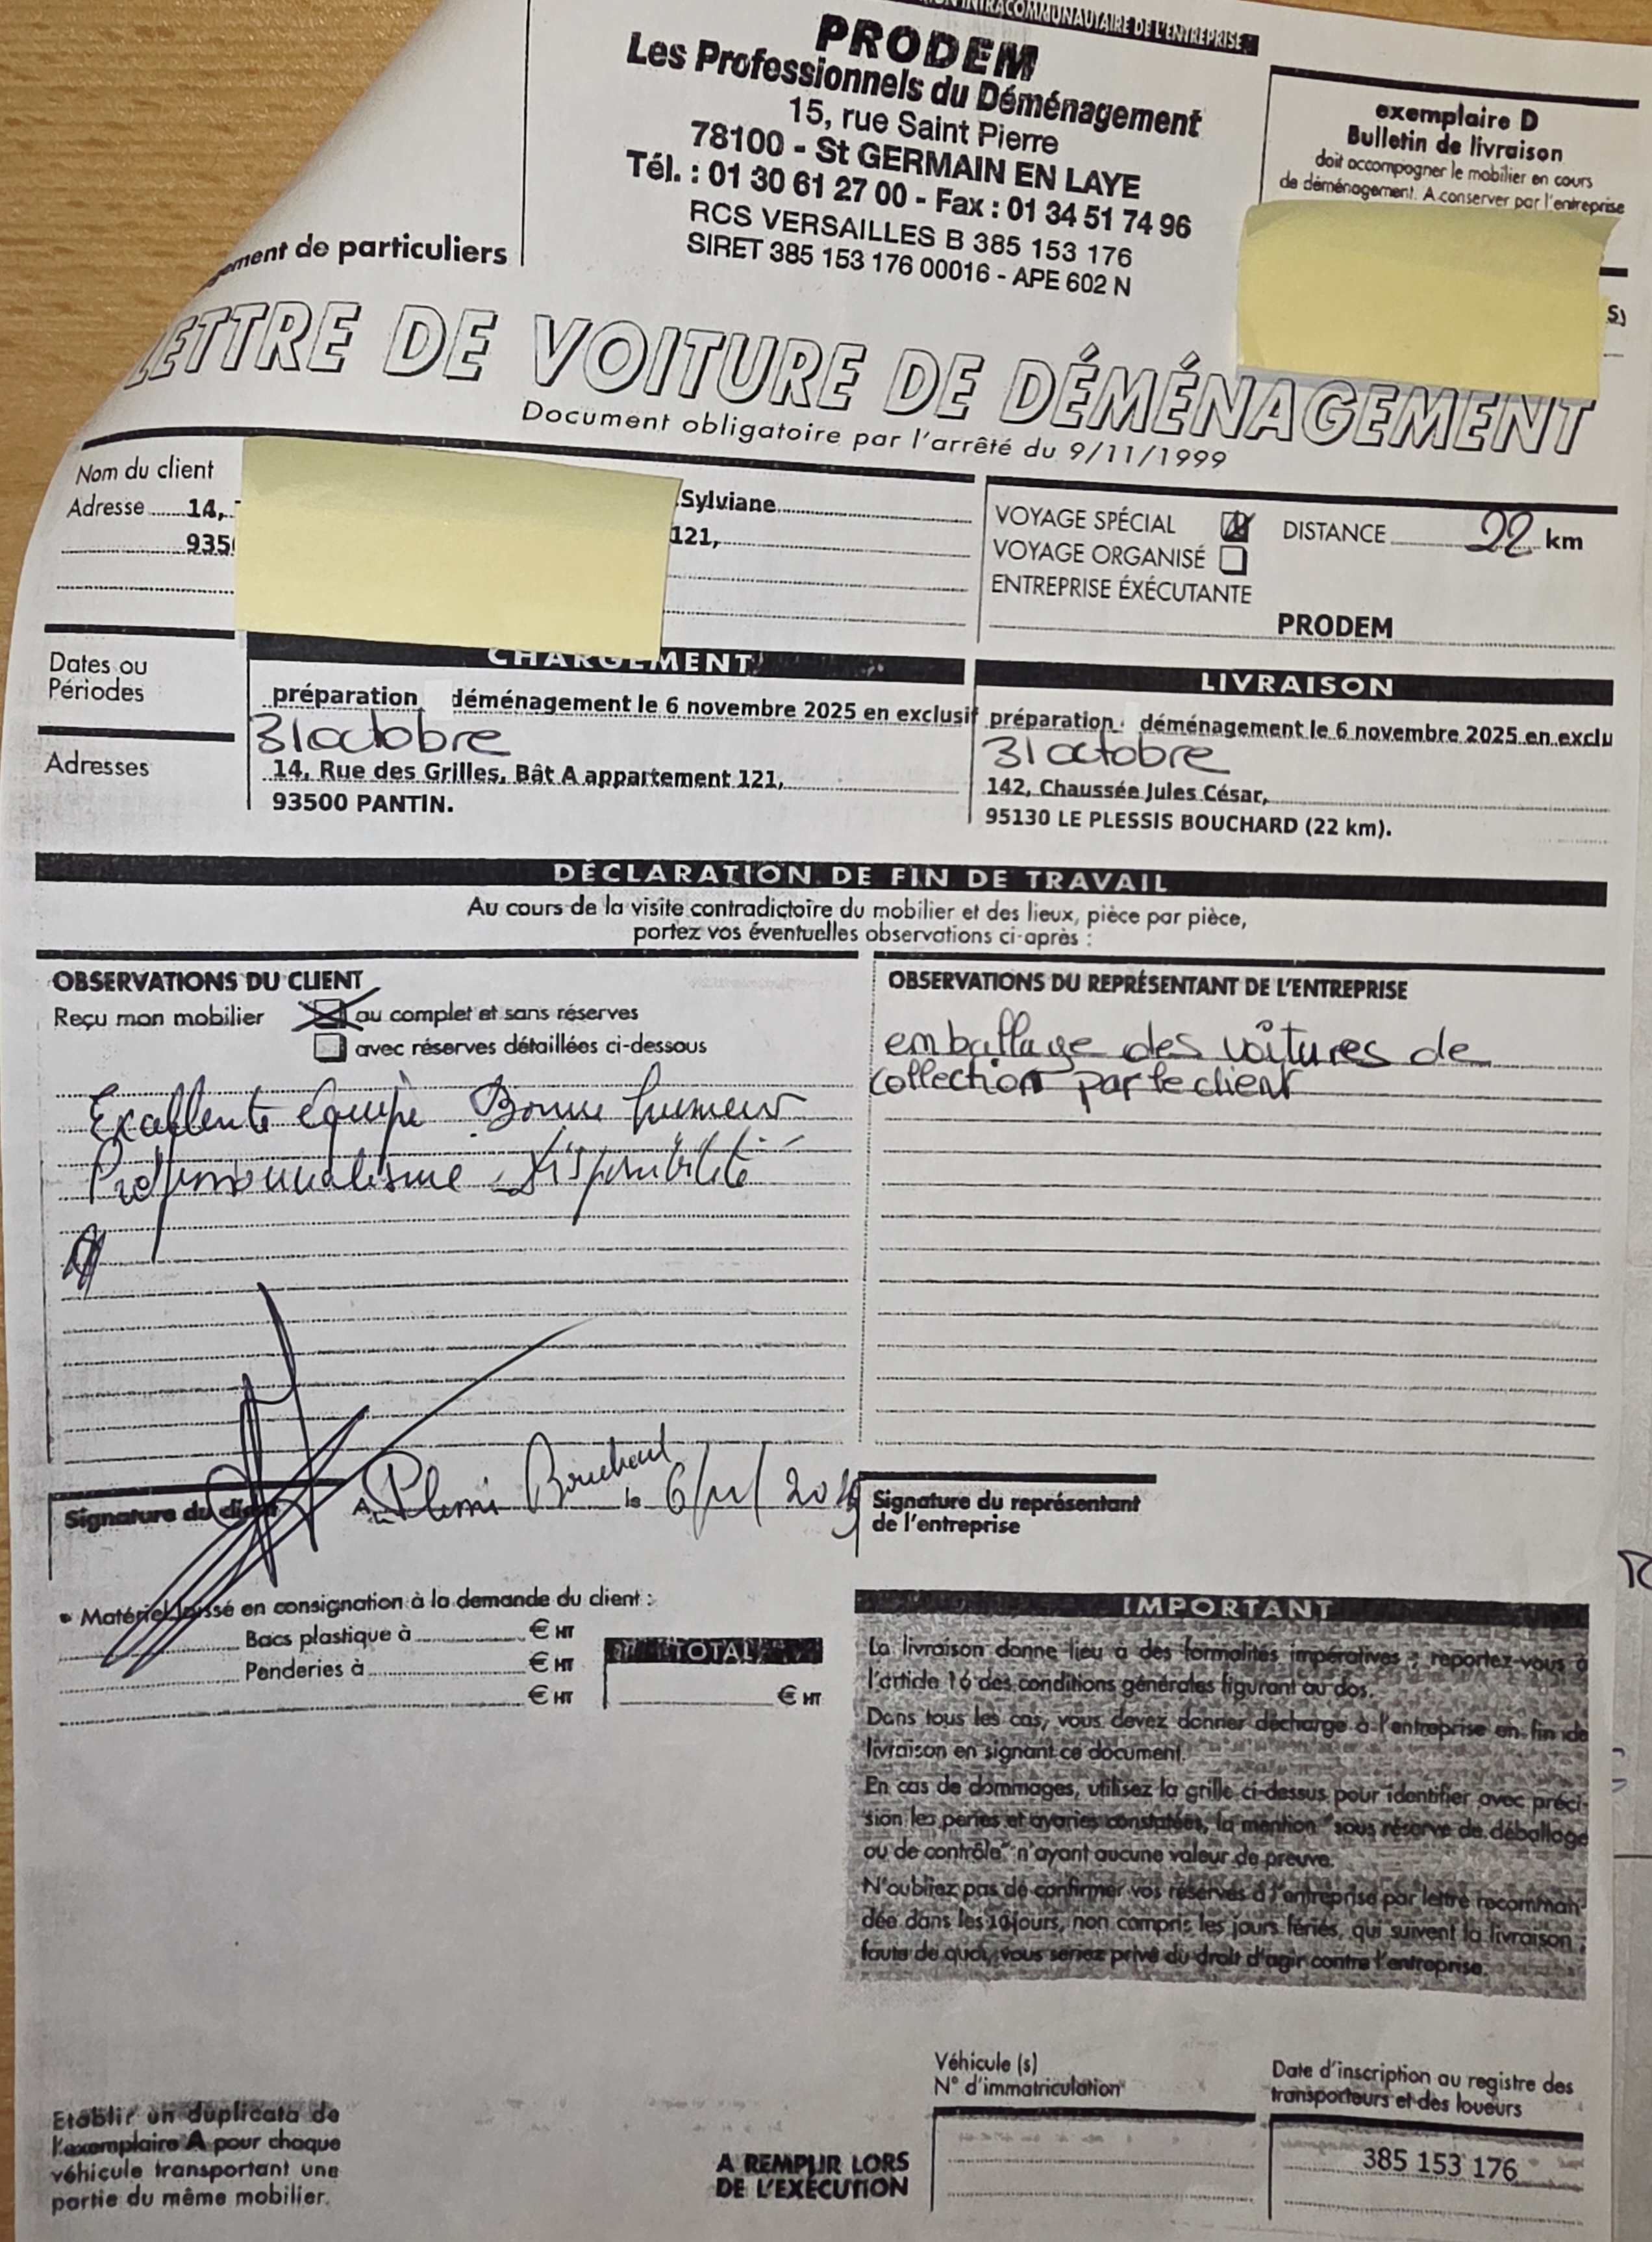 INTRACOMMUNAUTAIRE DE L'ENTREPRISE
PRODEM
Les Professionnels du Déménagement
15, rue Saint Pierre
78100 - St GERMAIN EN LAYE
Tél. : 01 30 61 27 00 - Fax : 01 34 51 74 96
RCS VERSAILLES B 385 153 176
SIRET 385 153 176 00016 - APE 602 N
exemplaire D
Bulletin de livraison
doit accompagner le mobilier en cours
de déménagement. A conserver par l'entreprise
gement de particuliers
LETTRE DE VOITURE DE DÉMÉNAGEMENT
Document obligatoire par l'arrêté du 9/11/1999
Nom du client
Sylviane
Adresse 14,
121,
935
VOYAGE SPÉCIAL DISTANCE 22 km
VOYAGE ORGANISÉ
ENTREPRISE ÉXÉCUTANTE
PRODEM
Dates ou
Périodes
CHARGEMENT
préparation déménagement le 6 novembre 2025 en exclusif
31 octobre
LIVRAISON
préparation déménagement le 6 novembre 2025 en exclu
31 octobre
Adresses
14, Rue des Grilles, Bât A appartement 121,
93500 PANTIN.
142, Chaussée Jules César,
95130 LE PLESSIS BOUCHARD (22 km).
DÉCLARATION DE FIN DE TRAVAIL
Au cours de la visite contradictoire du mobilier et des lieux, pièce par pièce,
portez vos éventuelles observations ci-après :
OBSERVATIONS DU CLIENT
Reçu mon mobilier au complet et sans réserves
avec réserves détaillées ci-dessous
Excellente équipe Bonne humeur
Professionnalisme Disponibilité
OBSERVATIONS DU REPRÉSENTANT DE L'ENTREPRISE
emballage des voitures de
collection par le client
Signature du client
A Plessis Bouchard le 6/11/2025
Signature du représentant
de l'entreprise
• Matériel laissé en consignation à la demande du client :
Bacs plastique à € HT
Penderies à € HT
€ HT
TOTAL
€ HT
IMPORTANT
La livraison donne lieu à des formalités impératives ; reportez-vous à
l'article 16 des conditions générales figurant au dos.
Dans tous les cas, vous devez donner décharge à l'entreprise en fin de
livraison en signant ce document.
En cas de dommages, utilisez la grille ci-dessus pour identifier avec préci-
sion les pertes et avaries constatées, la mention "sous réserve de déballage
ou de contrôle" n'ayant aucune valeur de preuve.
N'oubliez pas de confirmer vos réserves à l'entreprise par lettre recomman-
dée dans les 10 jours, non compris les jours fériés, qui suivent la livraison ;
faute de quoi, vous seriez privé du droit d'agir contre l'entreprise.
Etablir un duplicata de
l'exemplaire A pour chaque
véhicule transportant une
partie du même mobilier.
A REMPLIR LORS
DE L'EXÉCUTION
Véhicule (s)
N° d'immatriculation
Date d'inscription au registre des
transporteurs et des loueurs
385 153 176